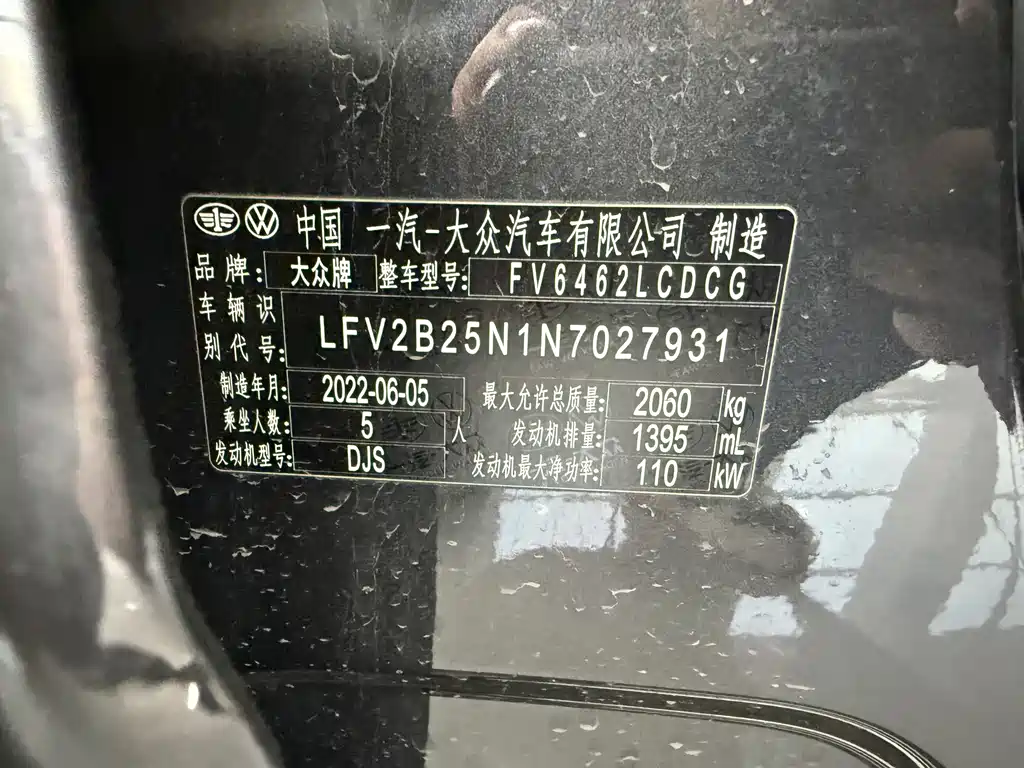 中国 一汽-大众汽车有限公司 制造
品牌: 大众牌 整车型号: FV6462LCDCG
车辆识
别代号: LFV2B25N1N7027931
制造年月: 2022-06-05 最大允许总质量: 2060 kg
乘坐人数: 5 人 发动机排量: 1395 mL
发动机型号: DJS 发动机最大净功率: 110 kW